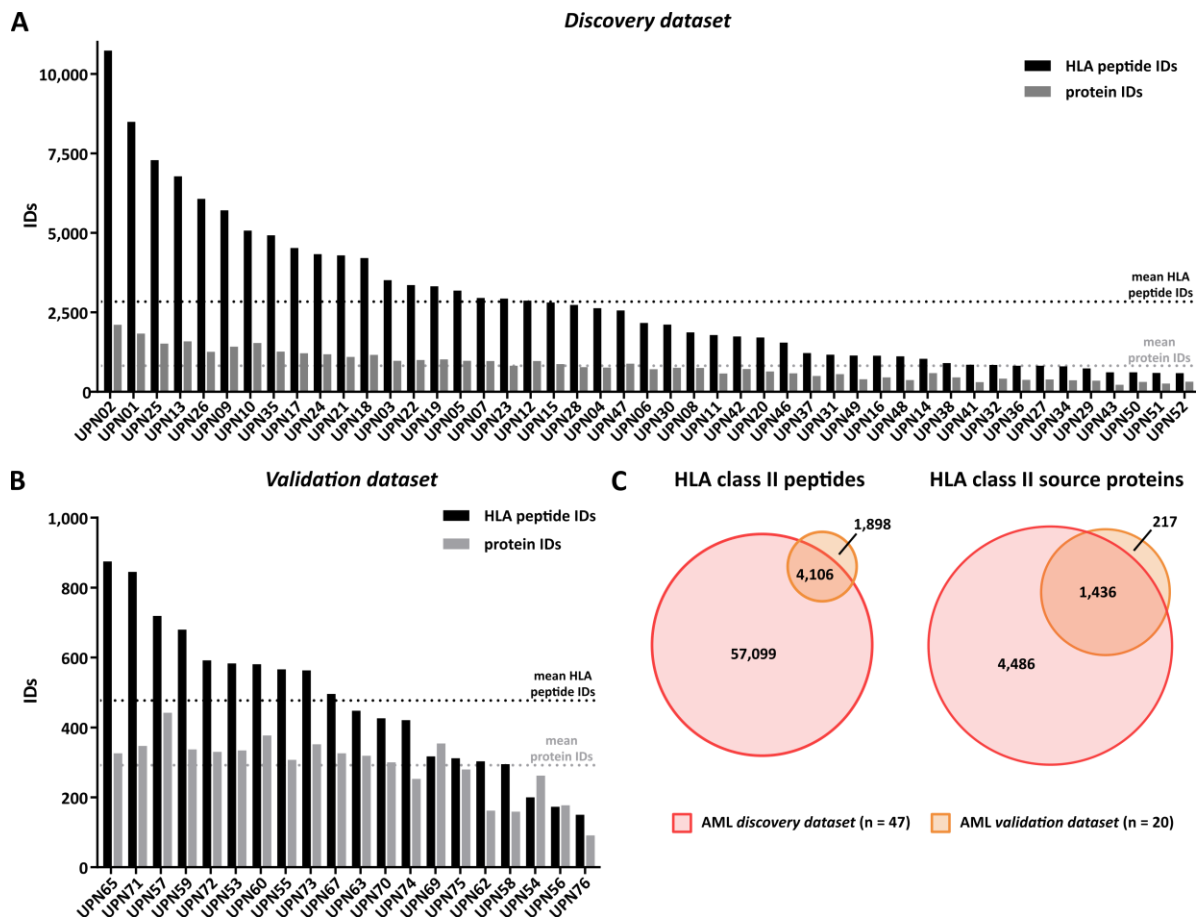 A
Discovery dataset
HLA peptide IDs
protein IDs
10,000
7,500
5,000
2,500
0
IDs
mean HLA
peptide IDs
mean
protein IDs
UPN02 UPN01 UPN25 UPN13 UPN26 UPN09 UPN10 UPN35 UPN17 UPN24 UPN21 UPN18 UPN03 UPN22 UPN19 UPN05 UPN07 UPN23 UPN12 UPN15 UPN28 UPN04 UPN47 UPN06 UPN30 UPN08 UPN11 UPN42 UPN20 UPN46 UPN37 UPN31 UPN49 UPN16 UPN48 UPN14 UPN38 UPN41 UPN32 UPN36 UPN27 UPN34 UPN29 UPN43 UPN50 UPN51 UPN52
B
Validation dataset
HLA peptide IDs
protein IDs
1,000
800
600
400
200
0
IDs
mean HLA
peptide IDs
mean
protein IDs
UPN65 UPN71 UPN57 UPN59 UPN72 UPN53 UPN60 UPN55 UPN73 UPN67 UPN63 UPN70 UPN74 UPN69 UPN75 UPN62 UPN58 UPN54 UPN56 UPN76
C
HLA class II peptides
1,898
4,106
57,099
HLA class II source proteins
217
1,436
4,486
AML discovery dataset (n = 47)
AML validation dataset (n = 20)